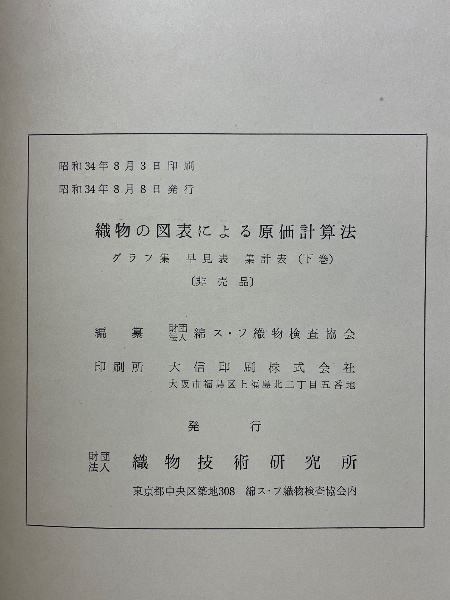 昭和34年8月3日印刷
昭和34年8月8日発行
織物の図表による原価計算法
グラフ集 早見表 集計表(下巻)
〔非売品〕
編纂 財団法人 綿ス・フ織物検査協会
印刷所 大信印刷株式会社
大阪市福島区上福島北二丁目五番地
発行
財団法人 織物技術研究所
東京都中央区築地308 綿ス・フ織物検査協会内